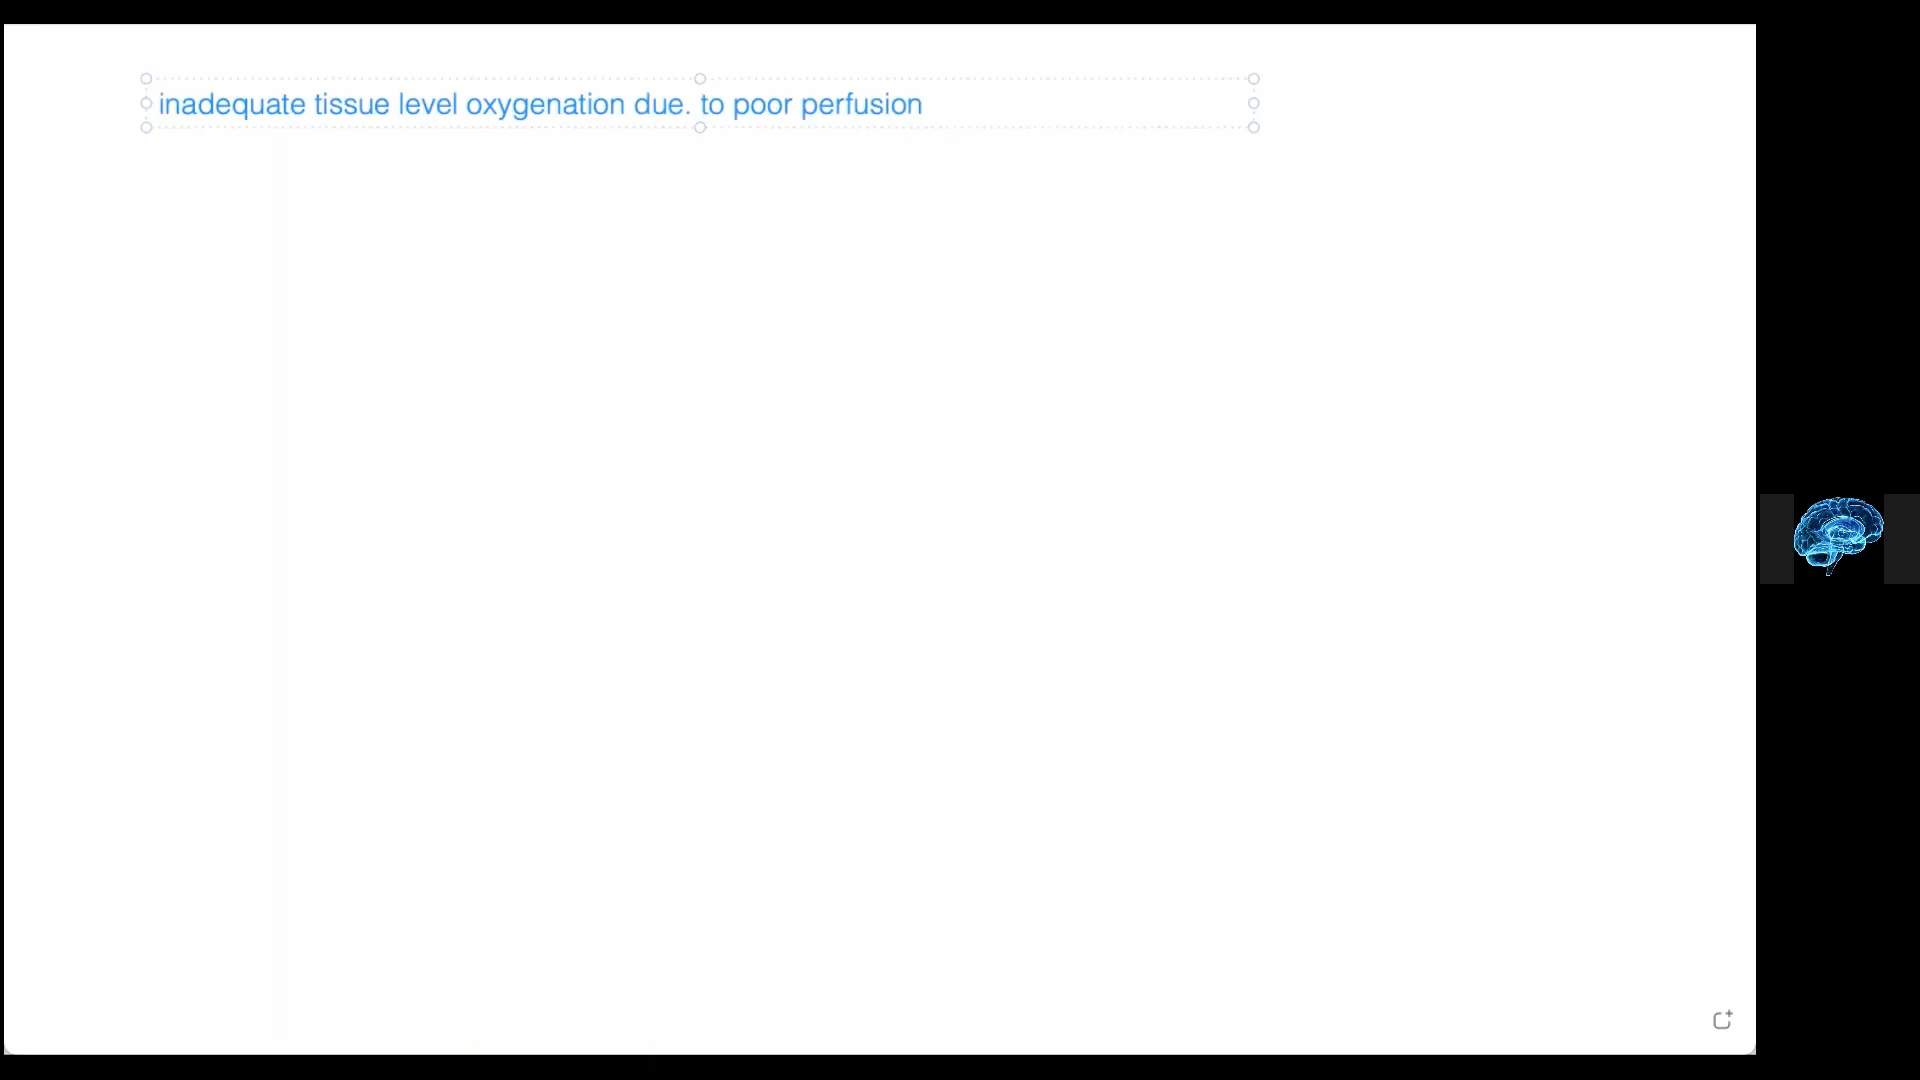 inadequate tissue level oxygenation due. to poor perfusion